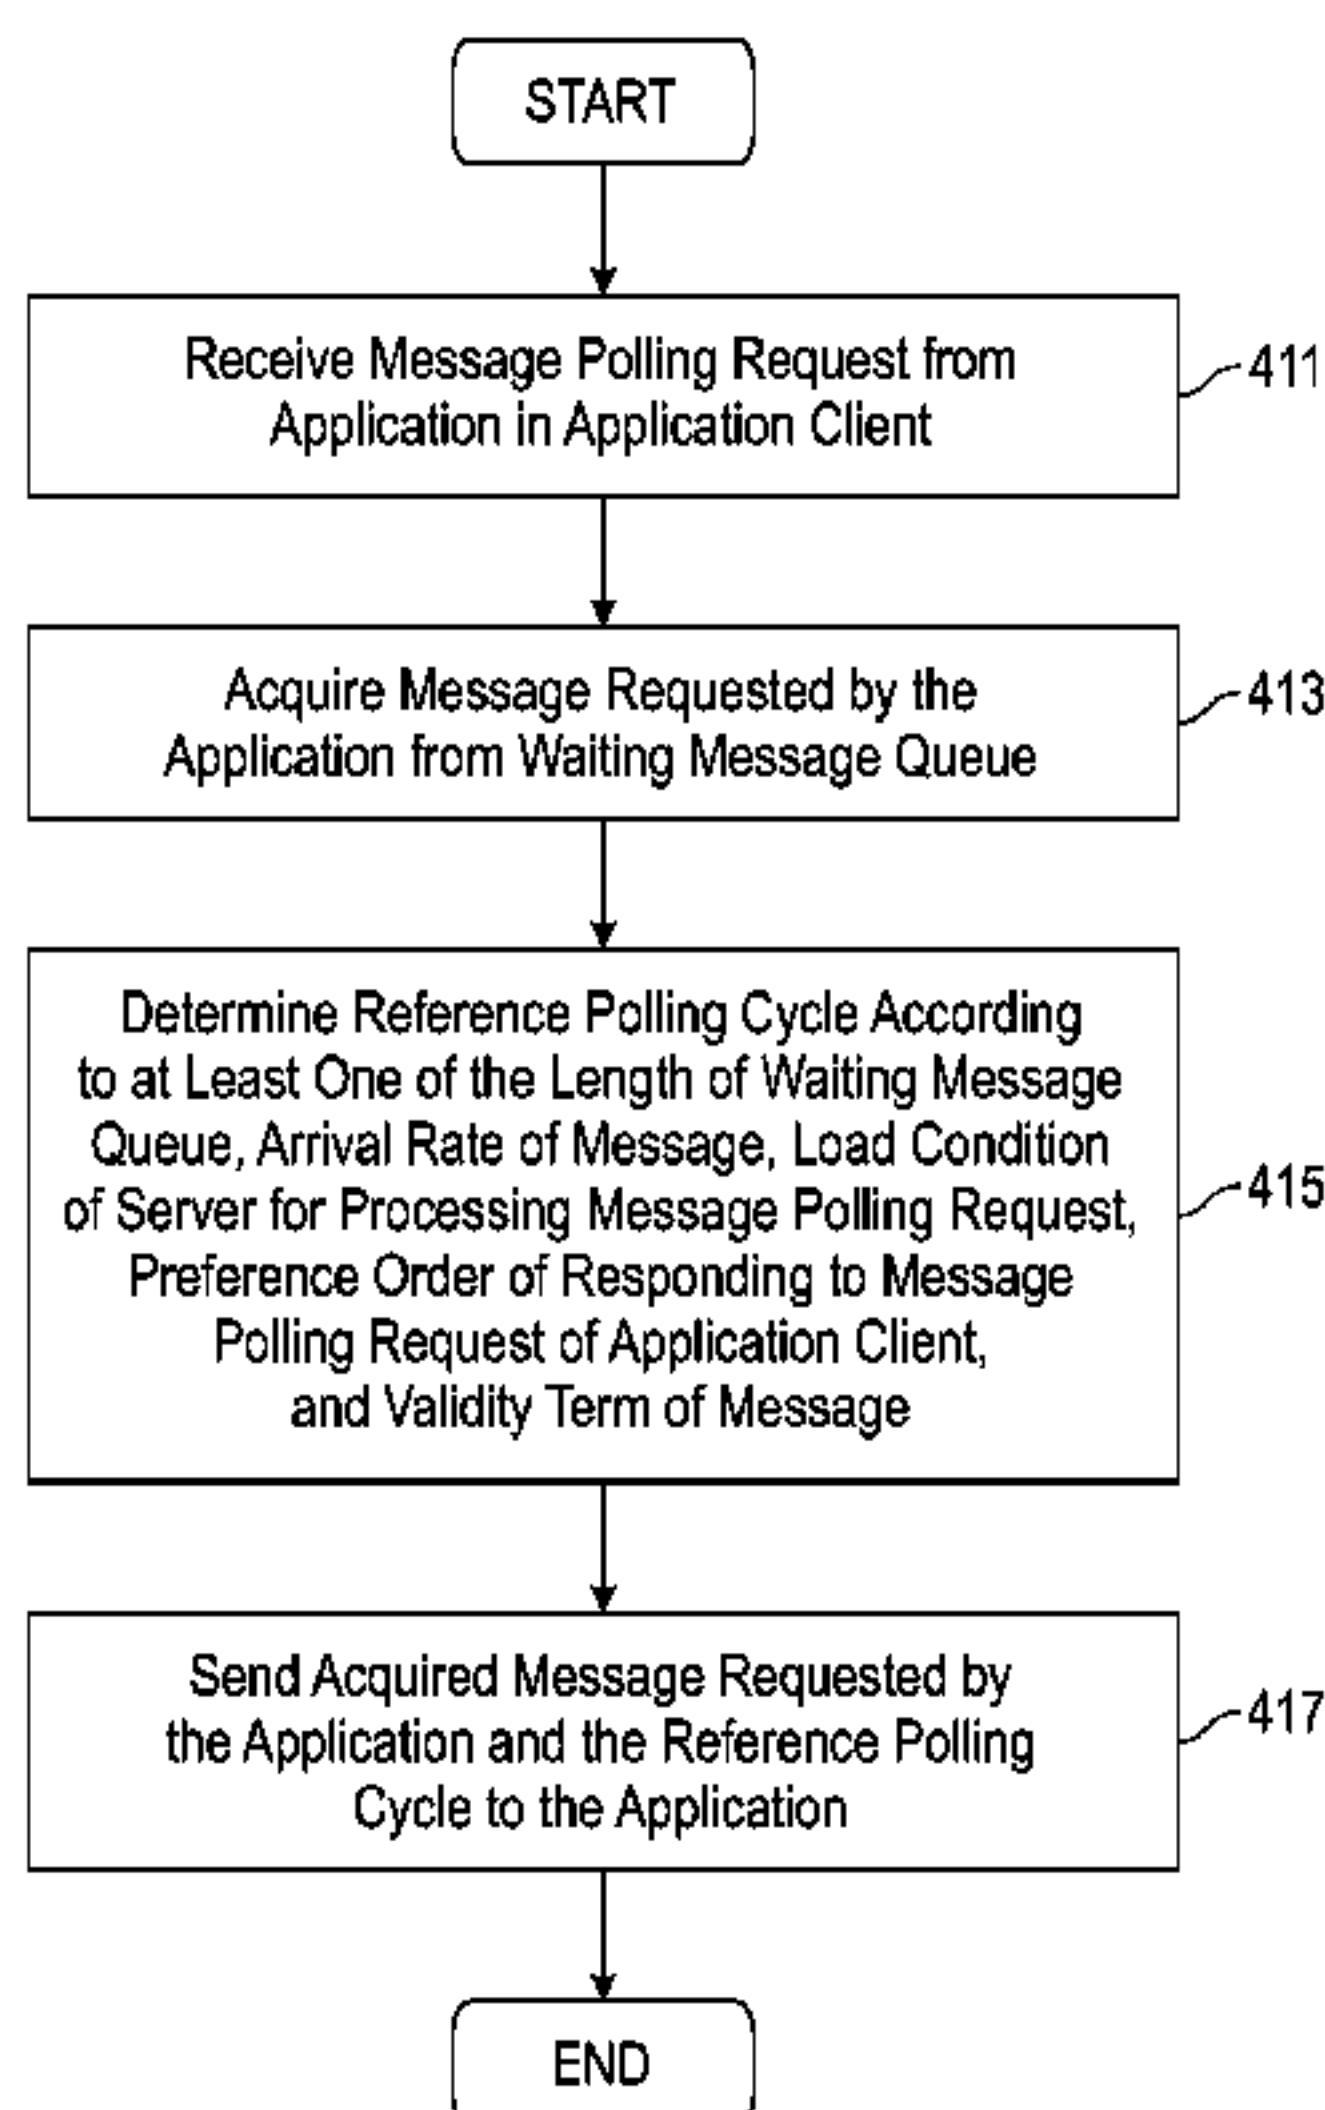 START
Receive Message Polling Request from
Application in Application Client
411
Acquire Message Requested by the
Application from Waiting Message Queue
413
Determine Reference Polling Cycle According
to at Least One of the Length of Waiting Message
Queue, Arrival Rate of Message, Load Condition
of Server for Processing Message Polling Request,
Preference Order of Responding to Message
Polling Request of Application Client,
and Validity Term of Message
415
Send Acquired Message Requested by
the Application and the Reference Polling
Cycle to the Application
417
END